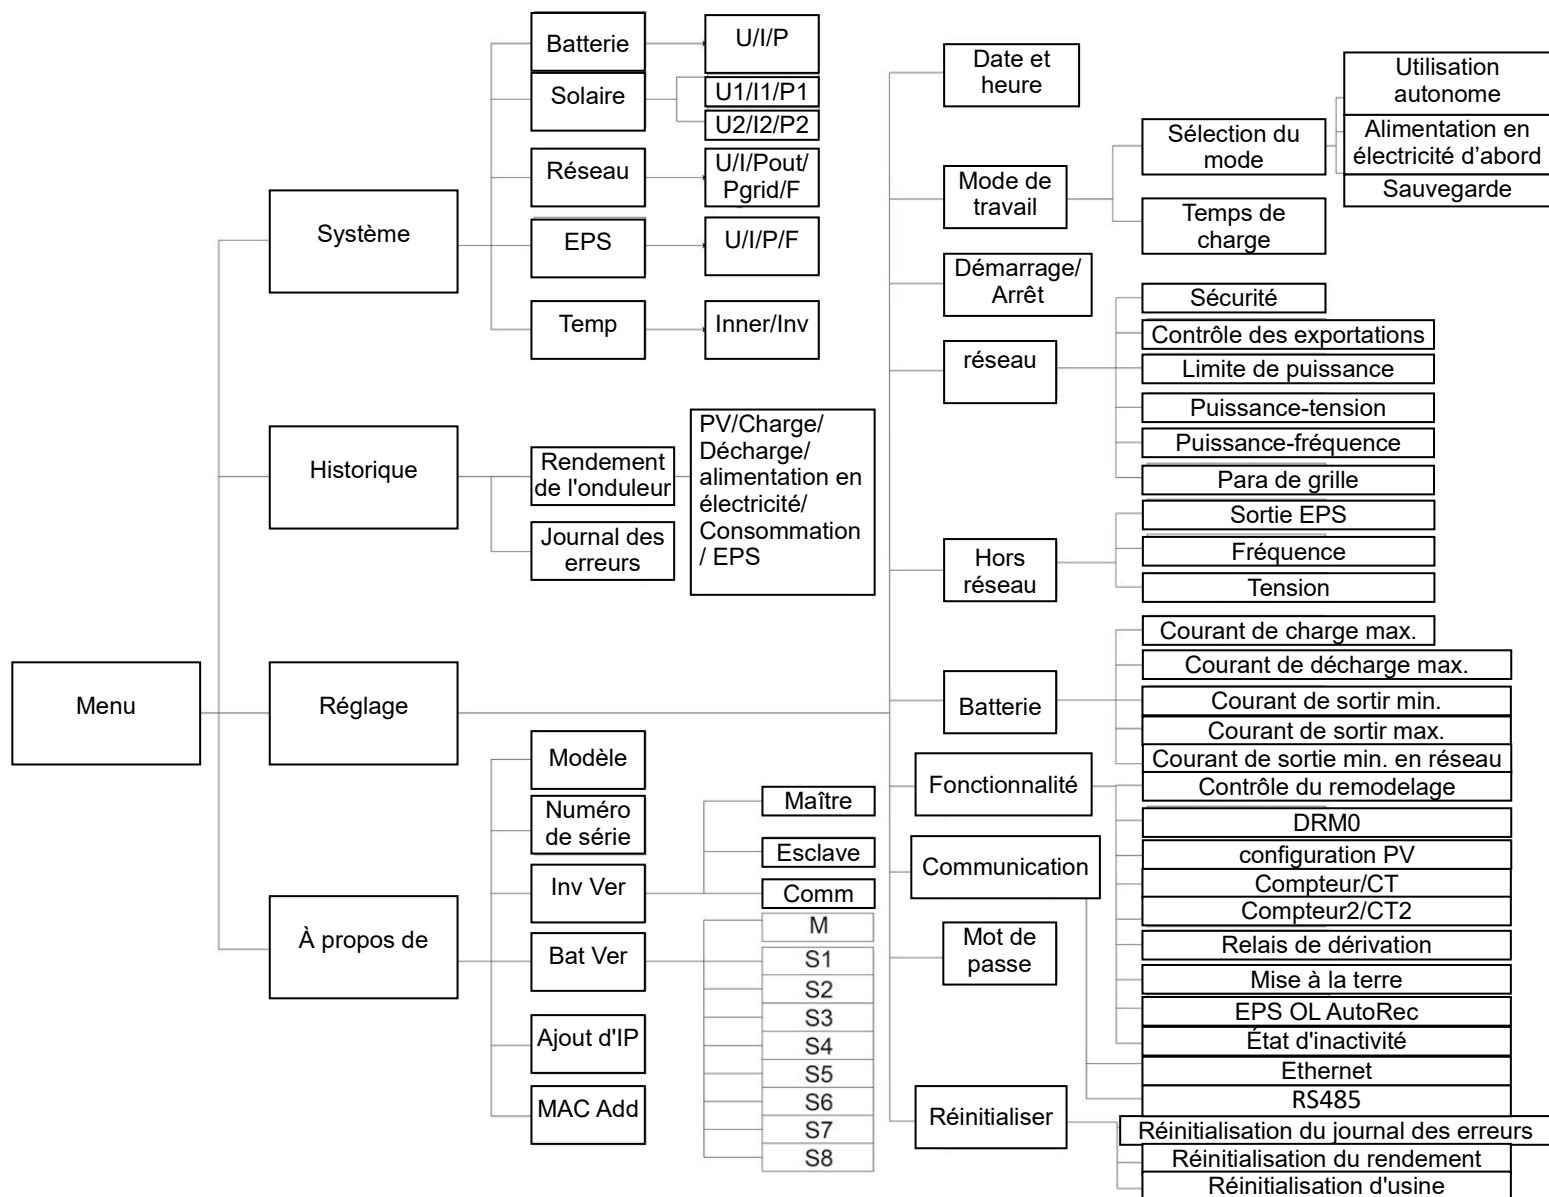 Menu
Système
Batterie
U/I/P
Solaire
U1/I1/P1
U2/I2/P2
Réseau
U/I/Pout/
Pgrid/F
EPS
U/I/P/F
Temp
Inner/Inv
Historique
Rendement
de l'onduleur
PV/Charge/
Décharge/
alimentation en
électricité/
Consommation
/ EPS
Journal des
erreurs
Réglage
Date et
heure
Mode de
travail
Sélection du
mode
Utilisation
autonome
Alimentation en
électricité d’abord
Sauvegarde
Temps de
charge
Démarrage/
Arrêt
réseau
Sécurité
Contrôle des exportations
Limite de puissance
Puissance-tension
Puissance-fréquence
Para de grille
Hors
réseau
Sortie EPS
Fréquence
Tension
Batterie
Courant de charge max.
Courant de décharge max.
Courant de sortir min.
Courant de sortir max.
Courant de sortie min. en réseau
Fonctionnalité
Contrôle du remodelage
DRM0
configuration PV
Compteur/CT
Compteur2/CT2
Relais de dérivation
Mise à la terre
EPS OL AutoRec
État d'inactivité
Communication
Ethernet
RS485
Mot de
passe
Réinitialiser
Réinitialisation du journal des erreurs
Réinitialisation du rendement
Réinitialisation d'usine
À propos de
Modèle
Numéro
de série
Inv Ver
Maître
Esclave
Comm
Bat Ver
M
S1
S2
S3
S4
S5
S6
S7
S8
Ajout d'IP
MAC Add